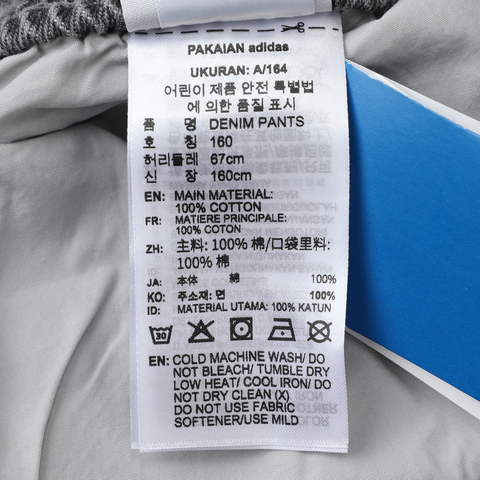 PAKAIAN adidas
UKURAN: A/164
어린이 제품 안전 특별법
에 의한 품질 표시
품 명 DENIM PANTS
호 칭 160
허리둘레 67cm
신 장 160cm
EN: MAIN MATERIAL:
100% COTTON
FR: MATIERE PRINCIPALE:
100% COTON
ZH: 主料: 100% 棉/口袋里料:
100% 棉
JA: 本体 綿 100%
KO: 주소재: 면 100%
ID: MATERIAL UTAMA: 100% KATUN
30
EN: COLD MACHINE WASH/ DO
NOT BLEACH/ TUMBLE DRY
LOW HEAT/ COOL IRON/ DO
NOT DRY CLEAN (X)
DO NOT USE FABRIC
SOFTENER/USE MILD